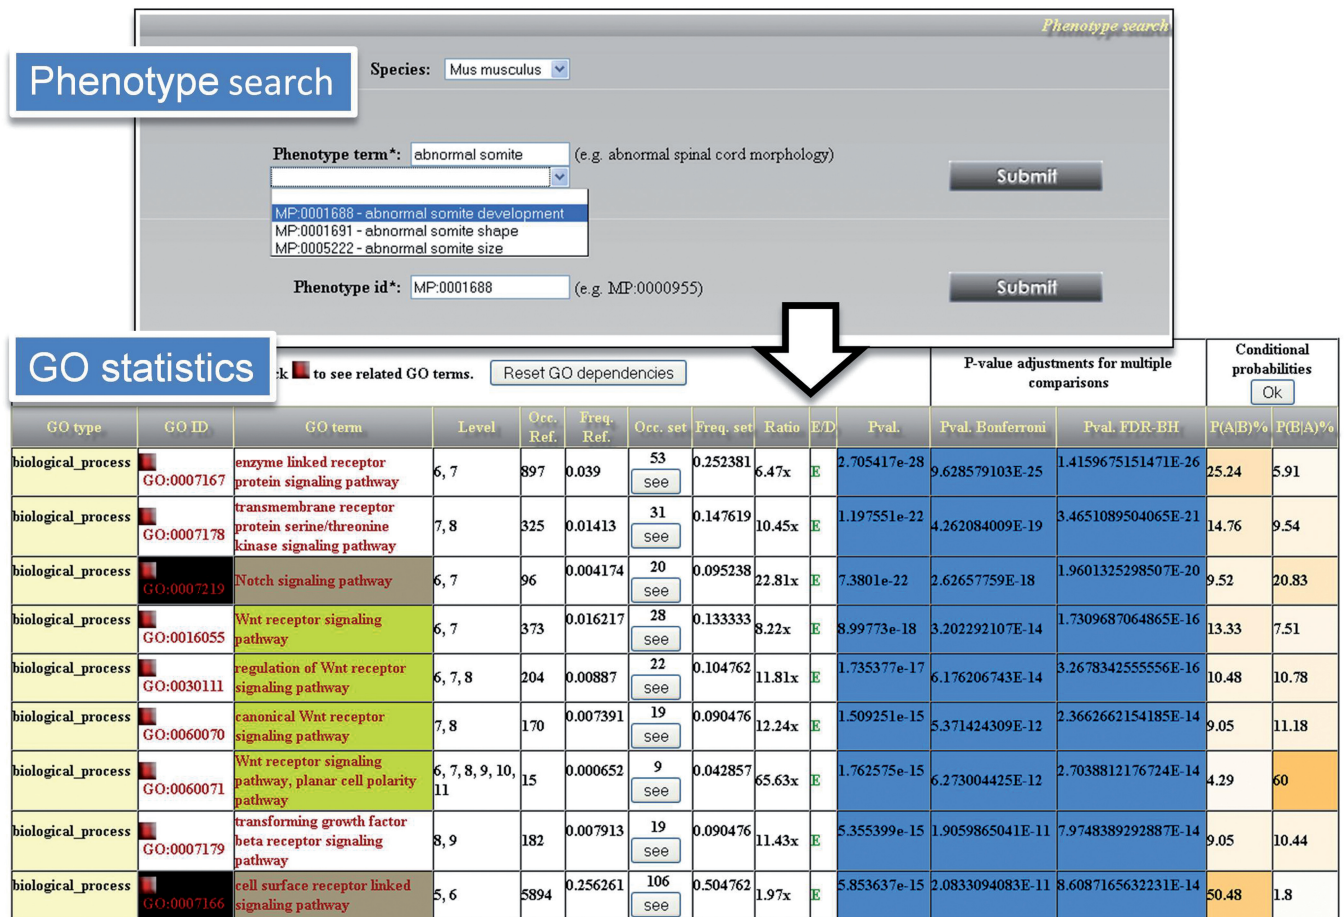 Phenotype search
Phenotype search
Species: Mus musculus
Phenotype term*: abnormal somite (e.g. abnormal spinal cord morphology)
Submit
MP:0001688 - abnormal somite development
MP:0001691 - abnormal somite shape
MP:0005222 - abnormal somite size
Phenotype id*: MP:0001688 (e.g. MP:0000955)
Submit
GO statistics
to see related GO terms. Reset GO dependencies
P-value adjustments for multiple
comparisons
Conditional
probabilities
Ok
GO type GO ID GO term Level Occ. Ref. Freq. Ref. Occ. set Freq. set Ratio E/D Pval. Pval. Bonferroni Pval. FDR-BH P(A|B)% P(B|A)%
biological_process GO:0007167 enzyme linked receptor protein signaling pathway 6, 7 897 0.039 53 see 0.252381 6.47x E 2.705417e-28 9.628579103E-25 1.4159675151471E-26 25.24 5.91
biological_process GO:0007178 transmembrane receptor protein serine/threonine kinase signaling pathway 7, 8 325 0.01413 31 see 0.147619 10.45x E 1.197551e-22 4.262084009E-19 3.4651089504065E-21 14.76 9.54
biological_process GO:0007219 Notch signaling pathway 6, 7 96 0.004174 20 see 0.095238 22.81x E 7.3801e-22 2.62657759E-18 1.9601325298507E-20 9.52 20.83
biological_process GO:0016055 Wnt receptor signaling pathway 6, 7 373 0.016217 28 see 0.133333 8.22x E 8.99773e-18 3.202292107E-14 1.7309687064865E-16 13.33 7.51
biological_process GO:0030111 regulation of Wnt receptor signaling pathway 6, 7, 8 204 0.00887 22 see 0.104762 11.81x E 1.735377e-17 6.176206743E-14 3.2678342555556E-16 10.48 10.78
biological_process GO:0060070 canonical Wnt receptor signaling pathway 7, 8 170 0.007391 19 see 0.090476 12.24x E 1.509251e-15 5.371424309E-12 2.3662662154185E-14 9.05 11.18
biological_process GO:0060071 Wnt receptor signaling pathway, planar cell polarity pathway 6, 7, 8, 9, 10, 11 15 0.000652 9 see 0.042857 65.63x E 1.762575e-15 6.273004425E-12 2.7038812176724E-14 4.29 60
biological_process GO:0007179 transforming growth factor beta receptor signaling pathway 8, 9 182 0.007913 19 see 0.090476 11.43x E 5.355399e-15 1.9059865041E-11 7.9748389292887E-14 9.05 10.44
biological_process GO:0007166 cell surface receptor linked signaling pathway 5, 6 5894 0.256261 106 see 0.504762 1.97x E 5.853637e-15 2.0833094083E-11 8.6087165632231E-14 50.48 1.8